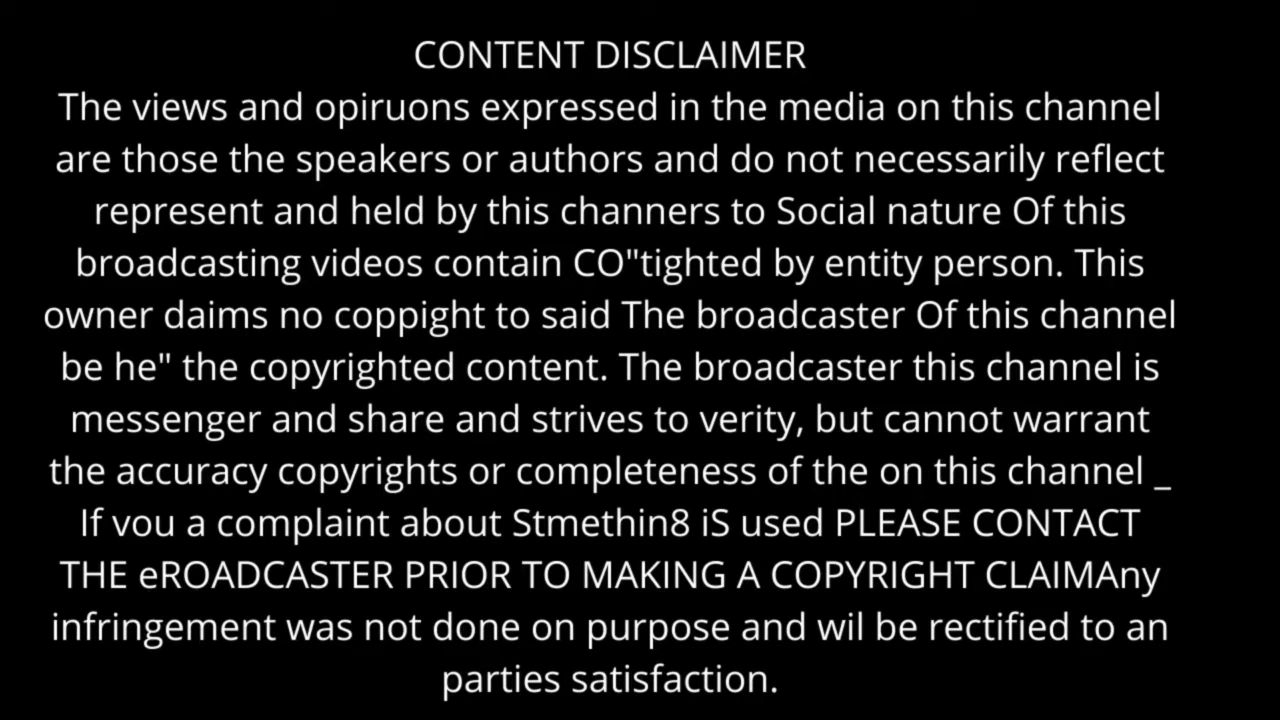 CONTENT DISCLAIMER
The views and opiruons expressed in the media on this channel
are those the speakers or authors and do not necessarily reflect
represent and held by this channers to Social nature Of this
broadcasting videos contain CO"tighted by entity person. This
owner daims no coppight to said The broadcaster Of this channel
be he" the copyrighted content. The broadcaster this channel is
messenger and share and strives to verity, but cannot warrant
the accuracy copyrights or completeness of the on this channel _
If vou a complaint about Stmethin8 iS used PLEASE CONTACT
THE eROADCASTER PRIOR TO MAKING A COPYRIGHT CLAIMAny
infringement was not done on purpose and wil be rectified to an
parties satisfaction.